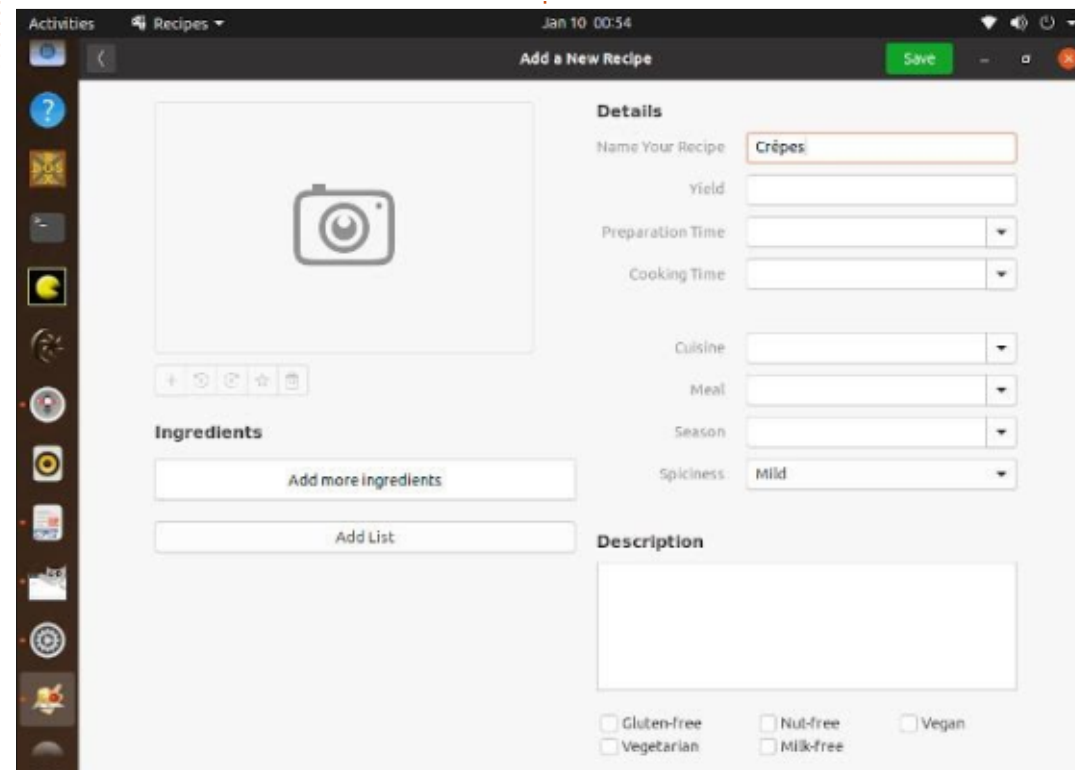 Activities Recipes Jan 10 00:54
Add a New Recipe Save
Details
Name Your Recipe Crêpes
Yield
Preparation Time
Cooking Time
Cuisine
Meal
Season
Spiciness Mild
Ingredients
Add more ingredients
Add List
Description
Gluten-free Nut-free Vegan
Vegetarian Milk-free